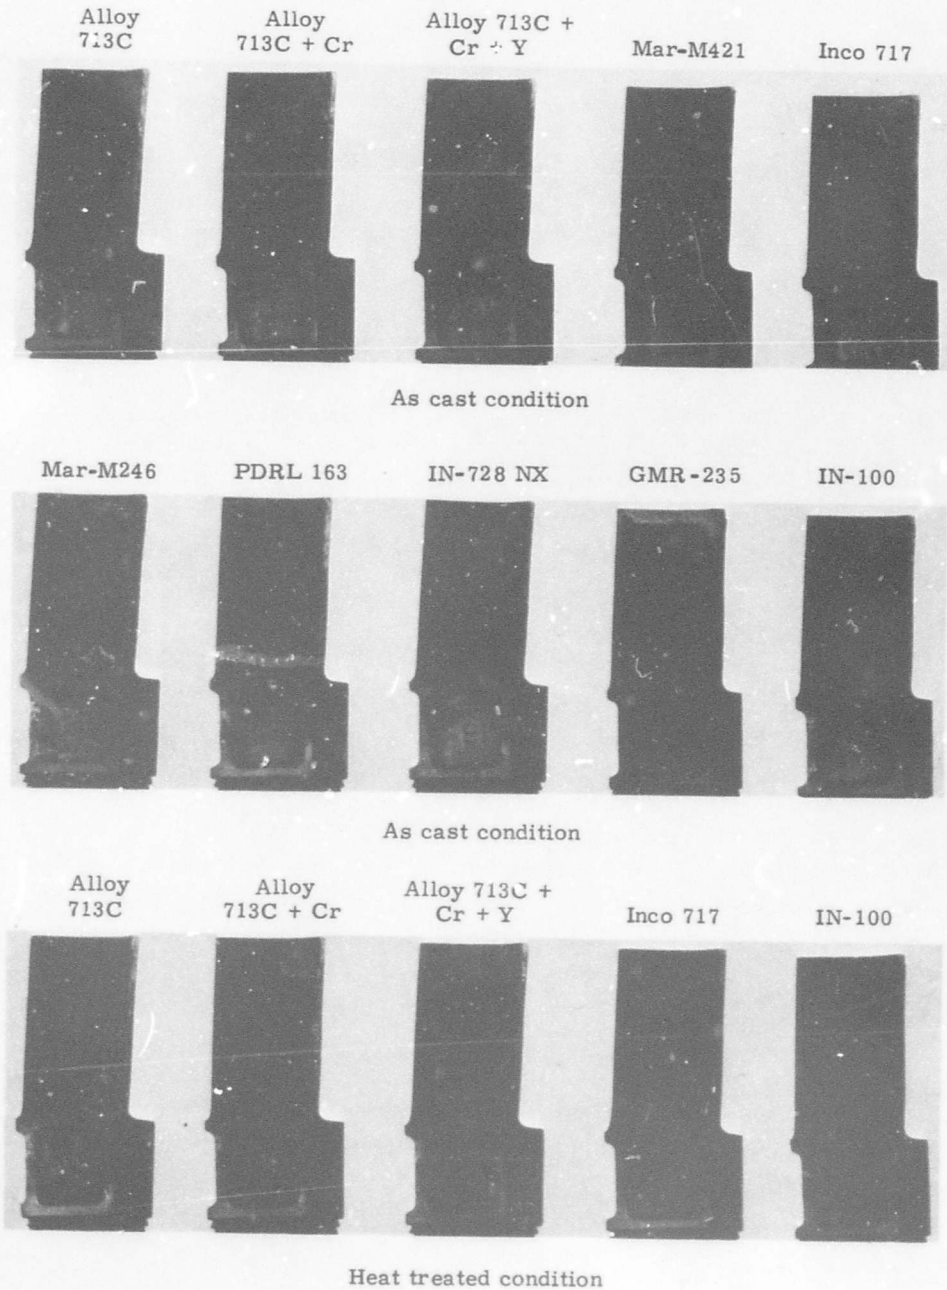 Alloy
713C
Alloy
713C + Cr
Alloy 713C +
Cr + Y
Mar-M421
Inco 717
As cast condition
Mar-M246
PDRL 163
IN-728 NX
GMR-235
IN-100
As cast condition
Alloy
713C
Alloy
713C + Cr
Alloy 713C +
Cr + Y
Inco 717
IN-100
Heat treated condition